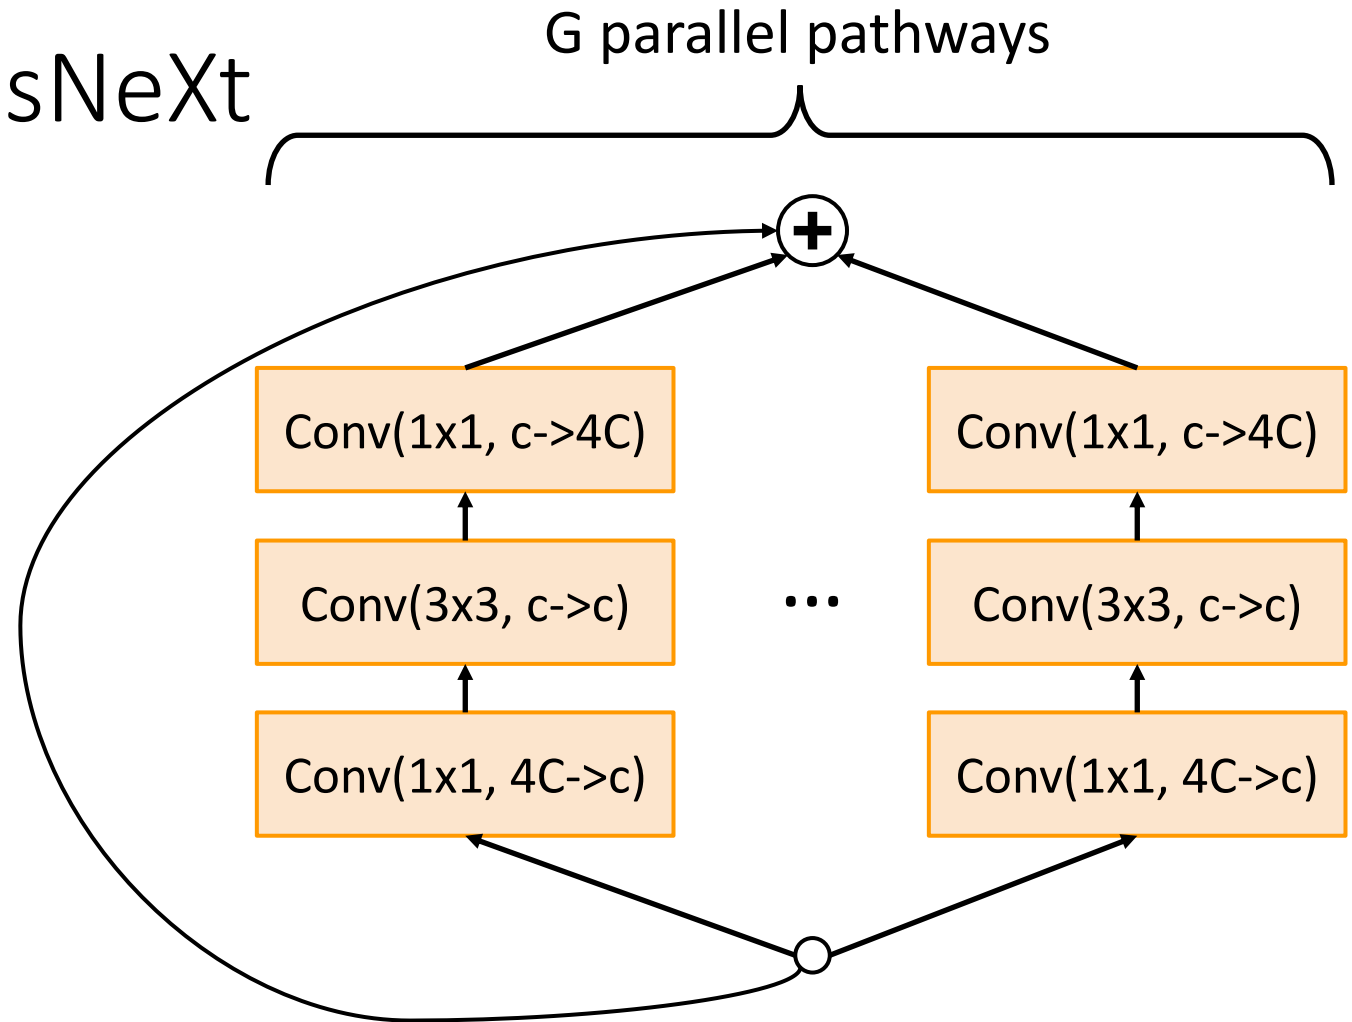 G parallel pathways
sNeXt
+
Conv(1x1, c->4C)
Conv(1x1, c->4C)
Conv(3x3, c->c)
...
Conv(3x3, c->c)
Conv(1x1, 4C->c)
Conv(1x1, 4C->c)